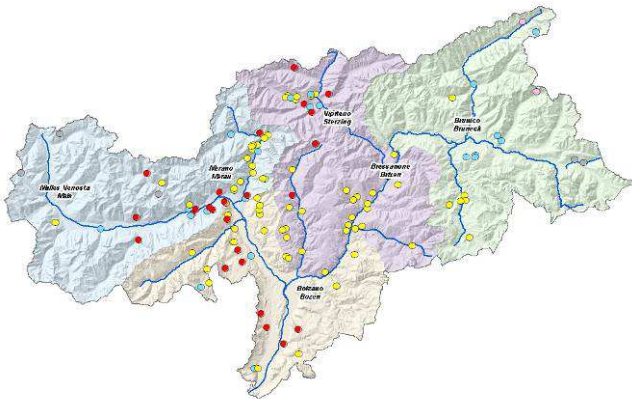 Vipiteno
Sterzing
Brunico
Bruneck
Merano
Meran
Bressanone
Brixen
Malles Venosta
Mals
Bolzano
Bozen